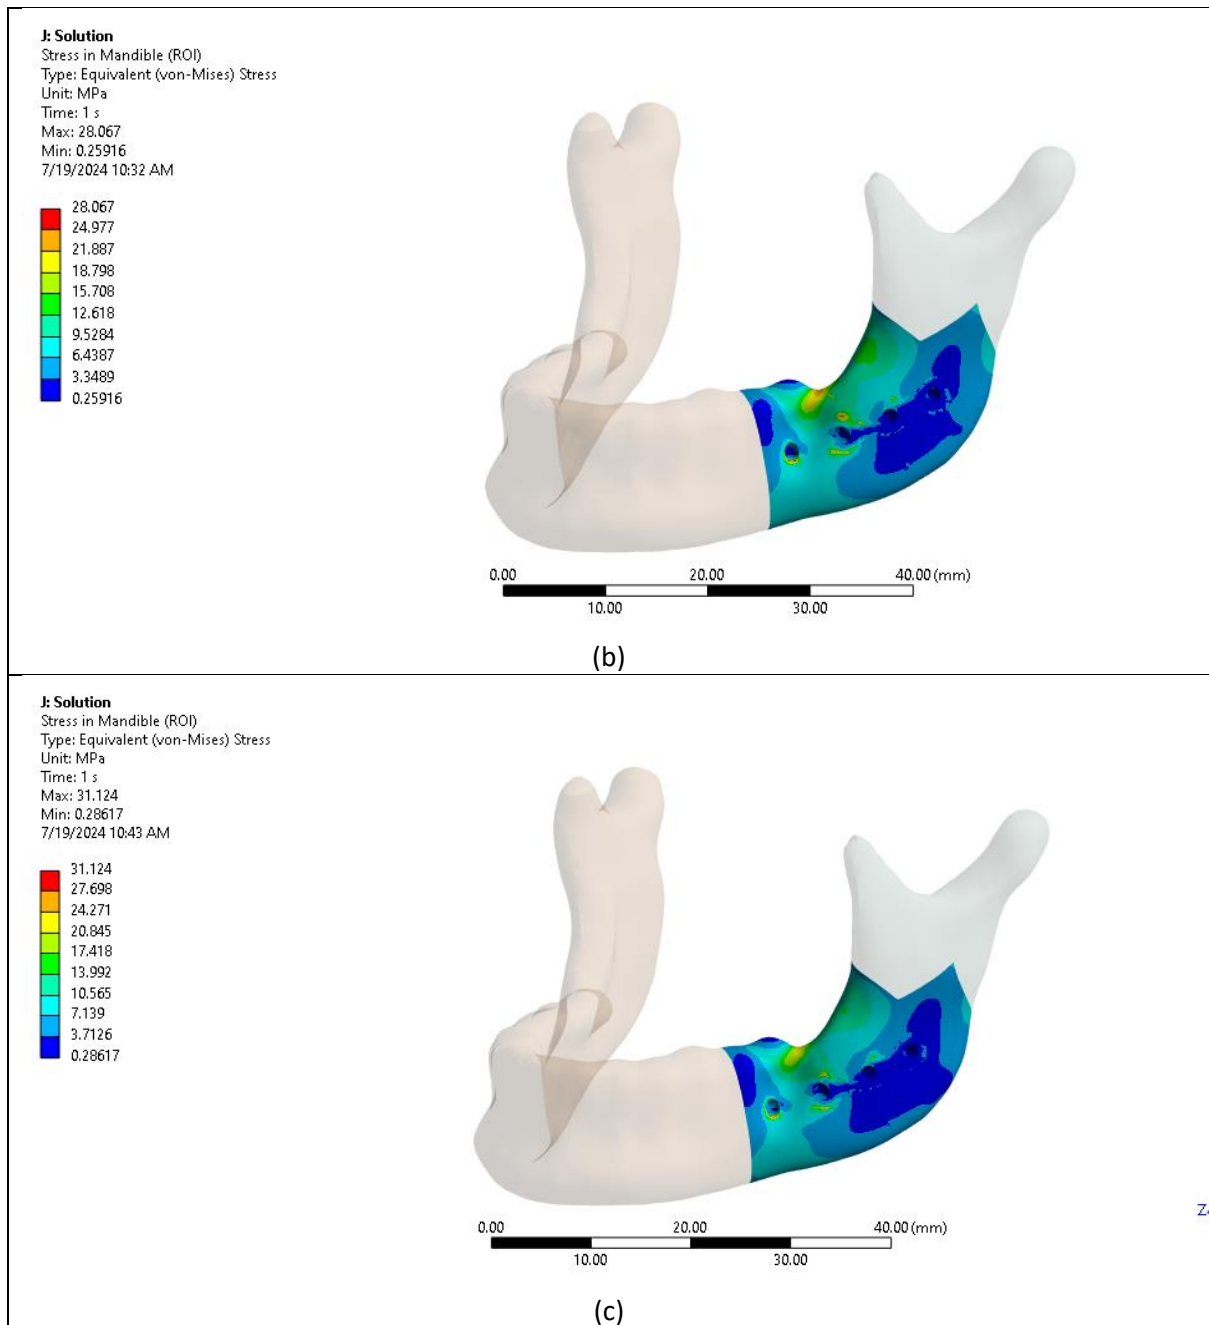 J: Solution
Stress in Mandible (ROI)
Type: Equivalent (von-Mises) Stress
Unit: MPa
Time: 1 s
Max: 28.067
Min: 0.25916
7/19/2024 10:32 AM
28.067
24.977
21.887
18.798
15.708
12.618
9.5284
6.4387
3.3489
0.25916
0.00 20.00 40.00 (mm)
10.00 30.00
(b)
J: Solution
Stress in Mandible (ROI)
Type: Equivalent (von-Mises) Stress
Unit: MPa
Time: 1 s
Max: 31.124
Min: 0.28617
7/19/2024 10:43 AM
31.124
27.698
24.271
20.845
17.418
13.992
10.565
7.139
3.7126
0.28617
Z
0.00 20.00 40.00 (mm)
10.00 30.00
(c)